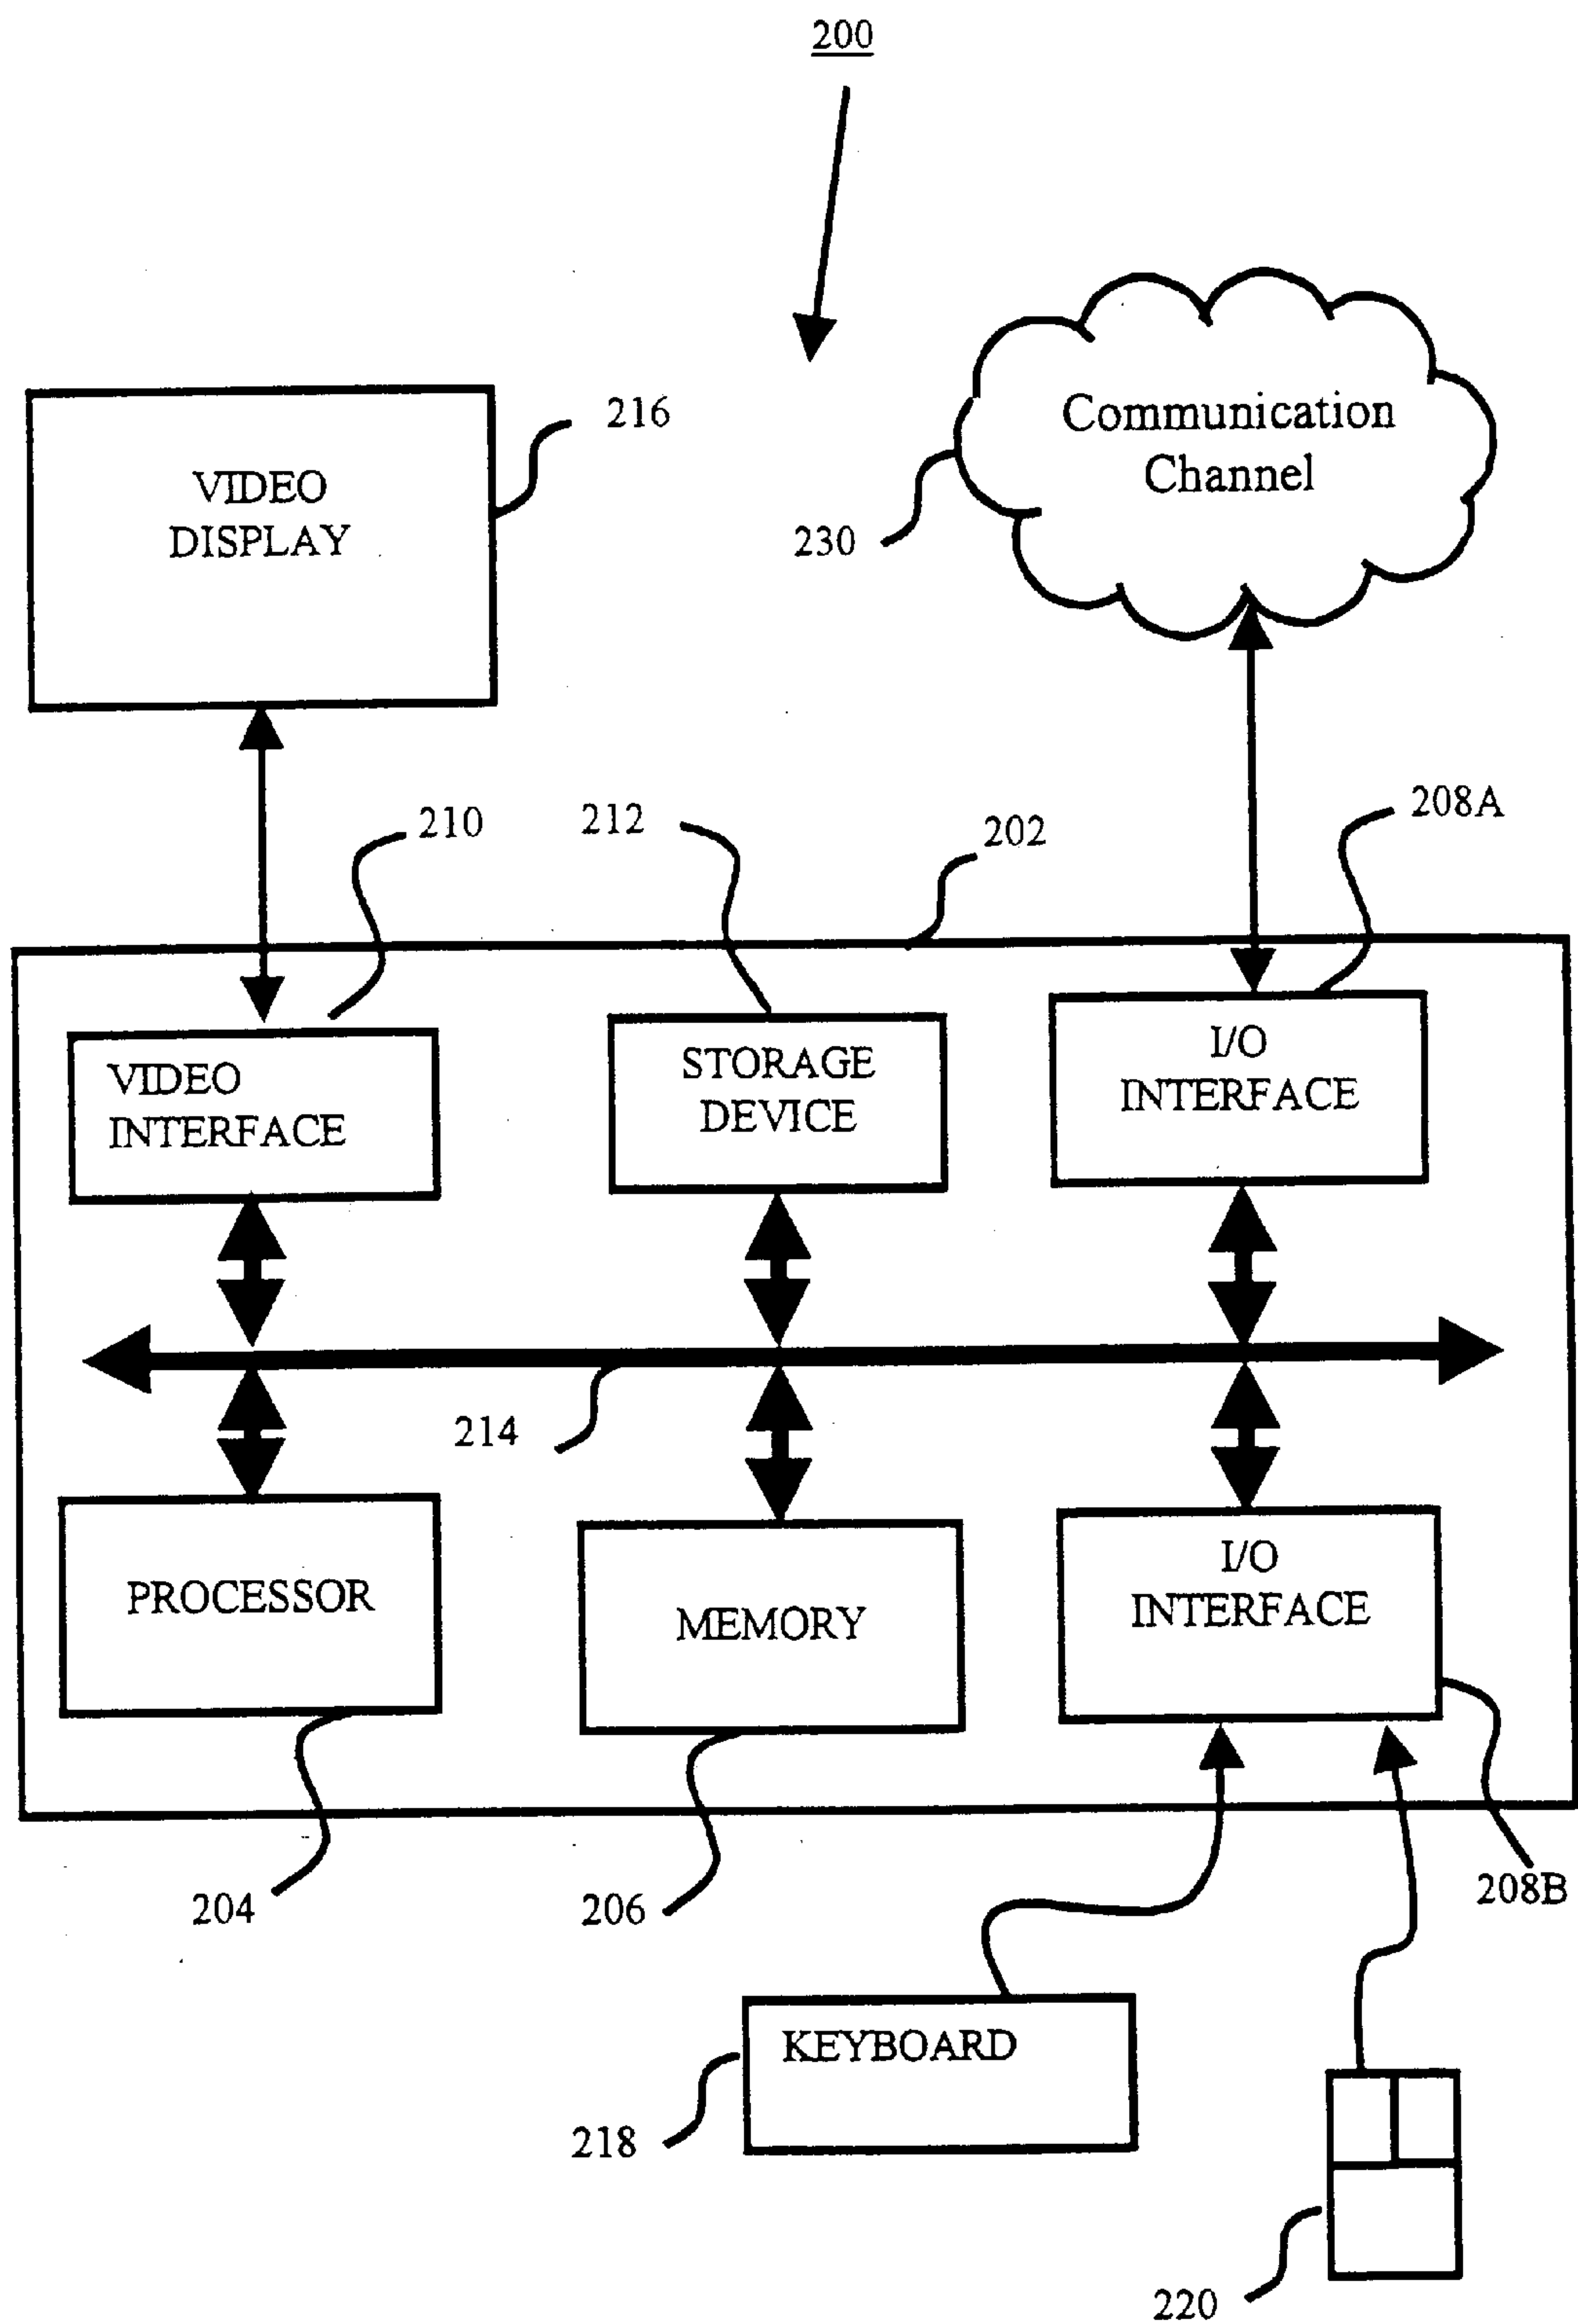 200
Communication
Channel
216
VIDEO
DISPLAY
230
210
212
202
208A
VIDEO
INTERFACE
STORAGE
DEVICE
I/O
INTERFACE
214
PROCESSOR
MEMORY
I/O
INTERFACE
204
206
208B
KEYBOARD
218
220